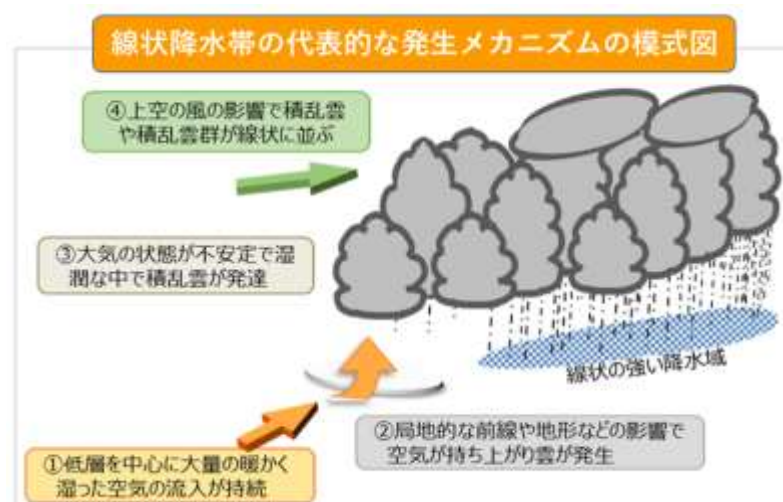 線状降水帯の代表的な発生メカニズムの模式図
④上空の風の影響で積乱雲
や積乱雲群が線状に並ぶ
③大気の状態が不安定で湿
潤な中で積乱雲が発達
線状の強い降水域
②局地的な前線や地形などの影響で
空気が持ち上がり雲が発生
①低層を中心に大量の暖かく
湿った空気の流入が持続